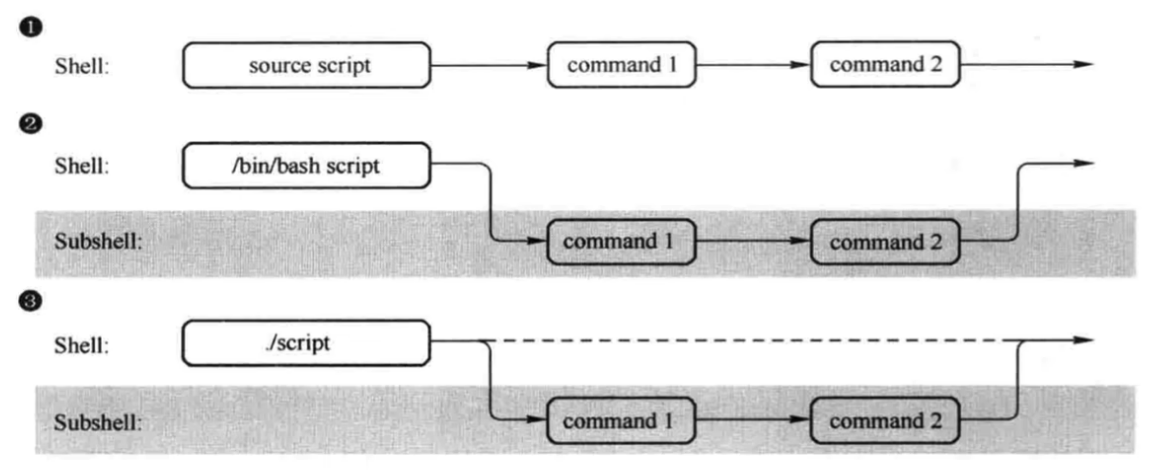 ❶
Shell: source script command 1 command 2
❷
Shell: /bin/bash script
Subshell: command 1 command 2
❸
Shell: ./script
Subshell: command 1 command 2